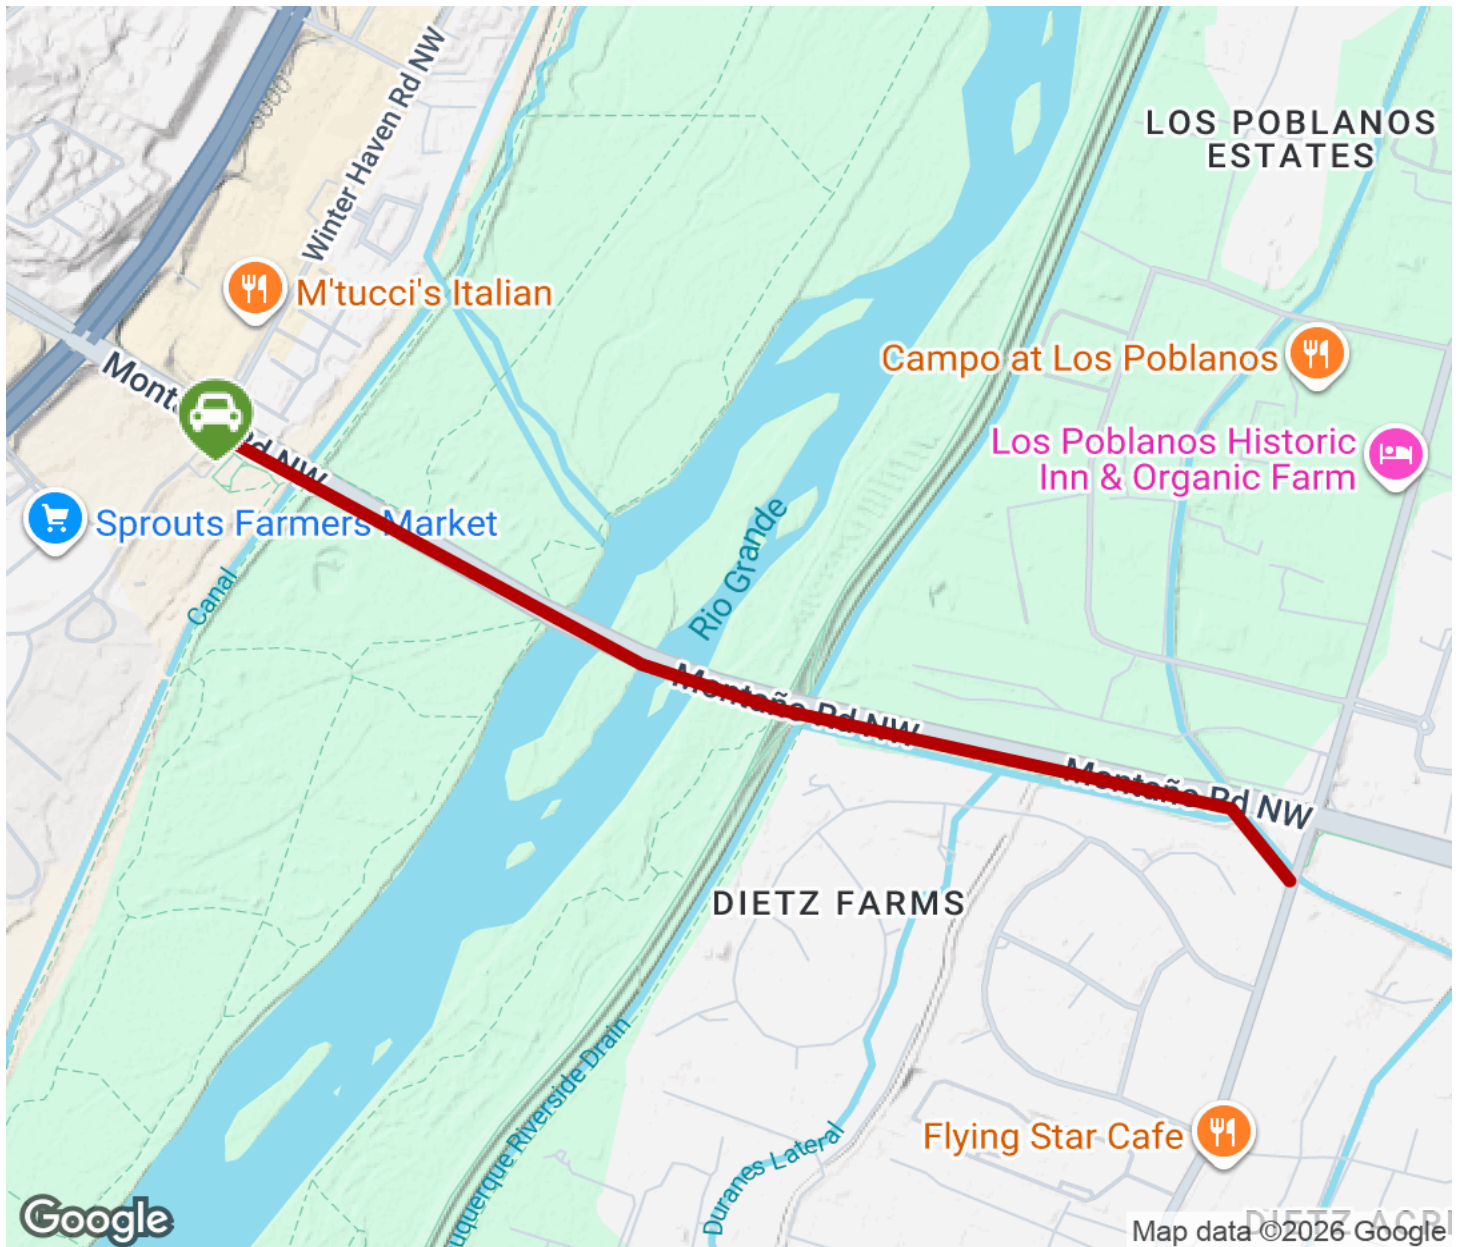 Winter Haven Rd NW
LOS POBLANOS
ESTATES
M'tucci's Italian
Campo at Los Poblanos
Los Poblanos Historic
Inn & Organic Farm
Sprouts Farmers Market
Canal
Rio Grande
Montaño Rd NW
Montaño Rd NW
DIETZ FARMS
uquerque Riverside Drain
Duranes Lateral
Flying Star Cafe
Google
Map data ©2026 Google